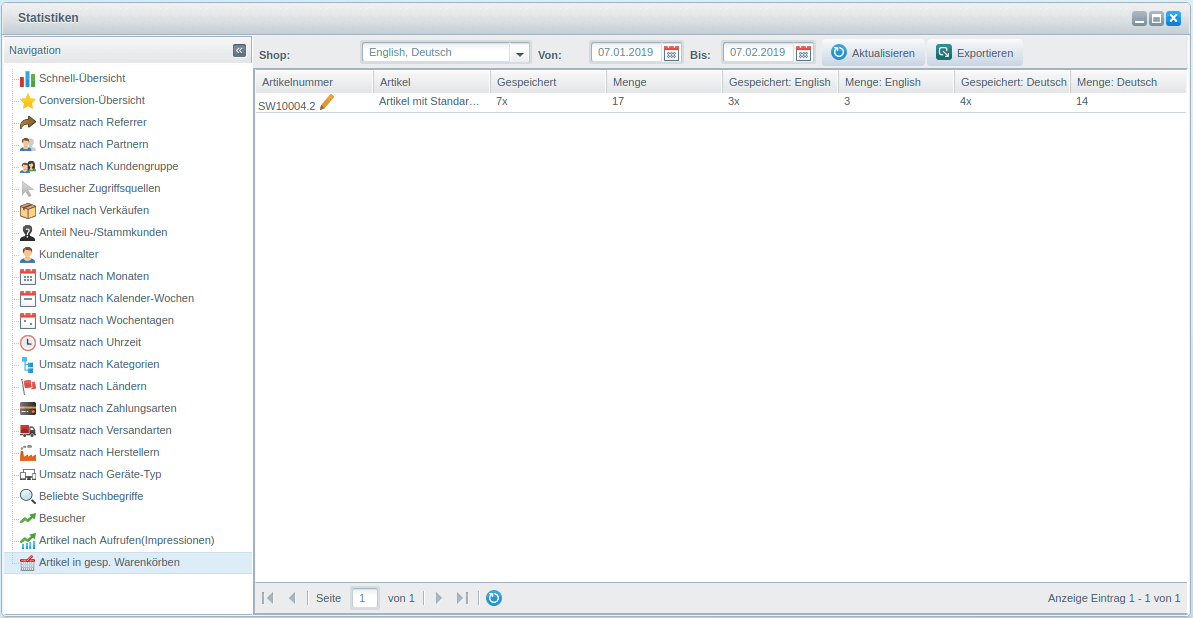 Statistiken
Navigation
Schnell-Übersicht
Conversion-Übersicht
Umsatz nach Referrer
Umsatz nach Partnern
Umsatz nach Kundengruppe
Besucher Zugriffsquellen
Artikel nach Verkäufen
Anteil Neu-/Stammkunden
Kundenalter
Umsatz nach Monaten
Umsatz nach Kalender-Wochen
Umsatz nach Wochentagen
Umsatz nach Uhrzeit
Umsatz nach Kategorien
Umsatz nach Ländern
Umsatz nach Zahlungsarten
Umsatz nach Versandarten
Umsatz nach Herstellern
Umsatz nach Geräte-Typ
Beliebte Suchbegriffe
Besucher
Artikel nach Aufrufen(Impressionen)
Artikel in gesp. Warenkörben
Shop: English, Deutsch Von: 07.01.2019 Bis: 07.02.2019 Aktualisieren Exportieren
Artikelnummer Artikel Gespeichert Menge Gespeichert: English Menge: English Gespeichert: Deutsch Menge: Deutsch
SW10004.2 Artikel mit Standar... 7x 17 3x 3 4x 14
Seite 1 von 1 Anzeige Eintrag 1 - 1 von 1